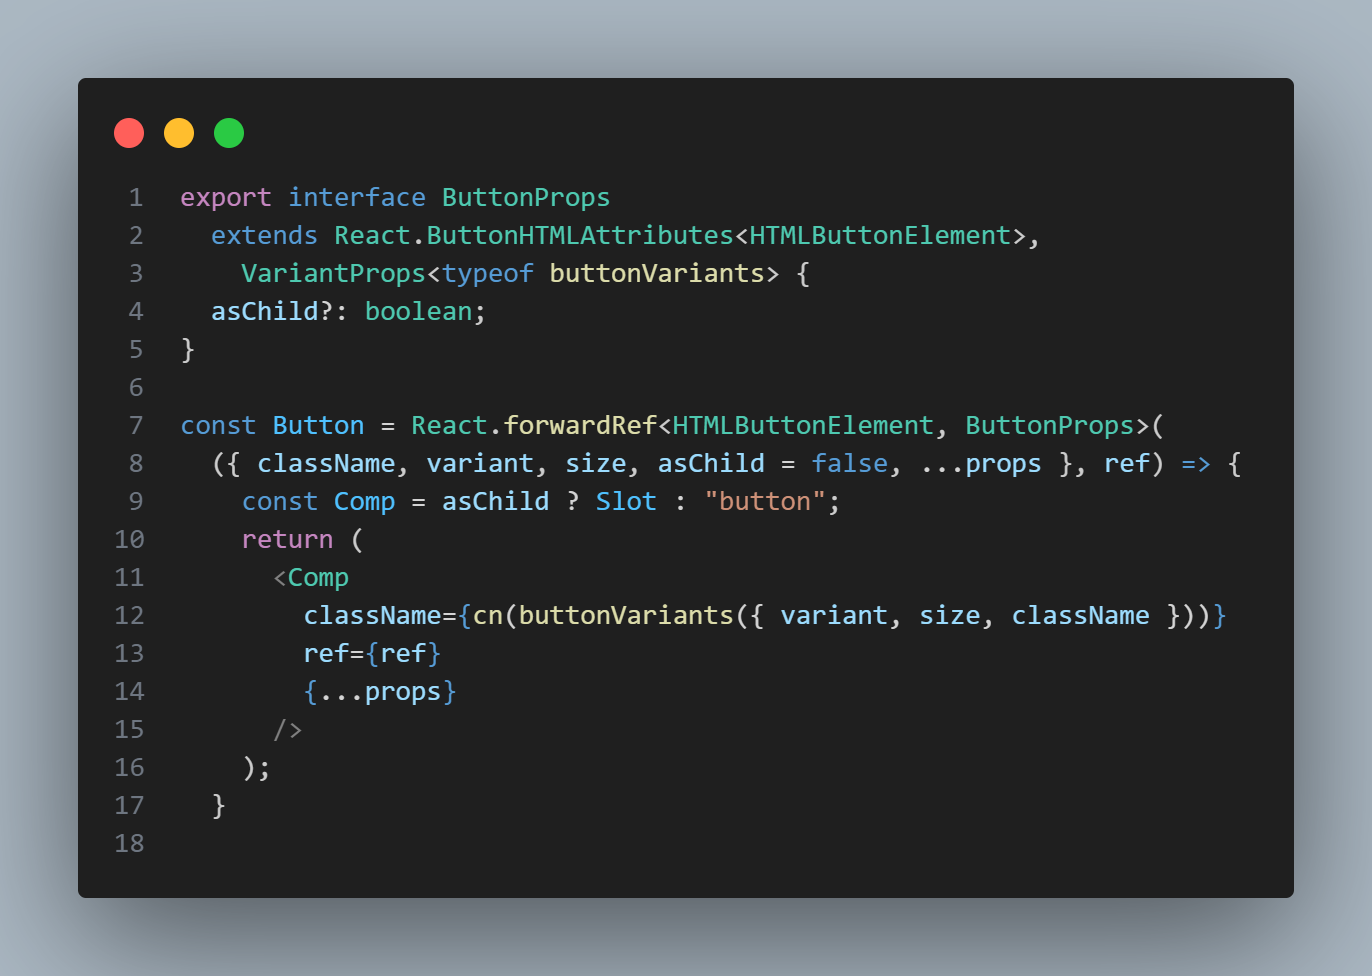 1 export interface ButtonProps
2   extends React.ButtonHTMLAttributes<HTMLButtonElement>,
3     VariantProps<typeof buttonVariants> {
4   asChild?: boolean;
5 }
6
7 const Button = React.forwardRef<HTMLButtonElement, ButtonProps>(
8   ({ className, variant, size, asChild = false, ...props }, ref) => {
9     const Comp = asChild ? Slot : "button";
10     return (
11       <Comp
12         className={cn(buttonVariants({ variant, size, className }))}
13         ref={ref}
14         {...props}
15       />
16     );
17   }
18